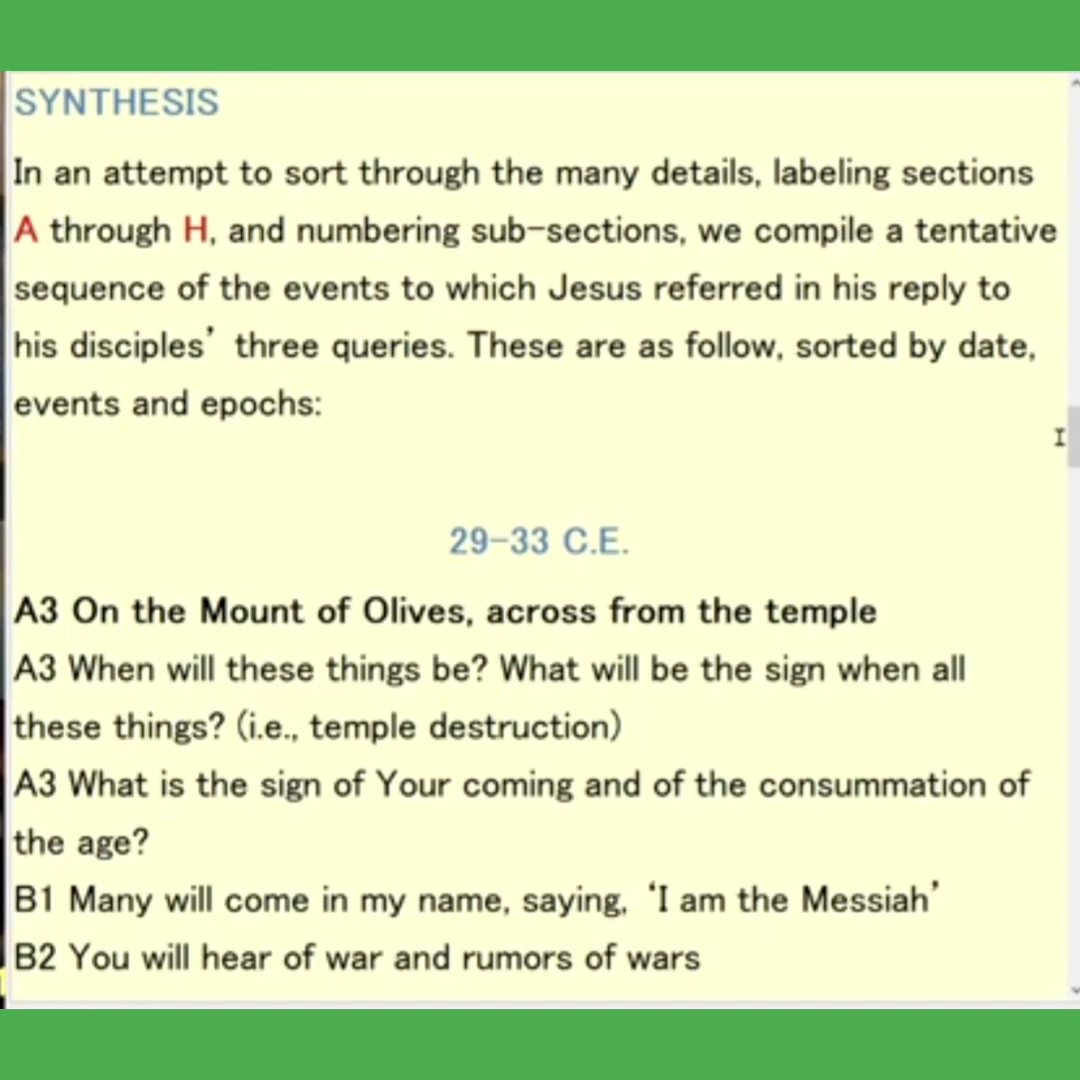 SYNTHESIS
In an attempt to sort through the many details, labeling sections
A through H, and numbering sub-sections, we compile a tentative
sequence of the events to which Jesus referred in his reply to
his disciples’ three queries. These are as follow, sorted by date,
events and epochs:
29-33 C.E.
A3 On the Mount of Olives, across from the temple
A3 When will these things be? What will be the sign when all
these things? (i.e., temple destruction)
A3 What is the sign of Your coming and of the consummation of
the age?
B1 Many will come in my name, saying, ‘I am the Messiah’
B2 You will hear of war and rumors of wars